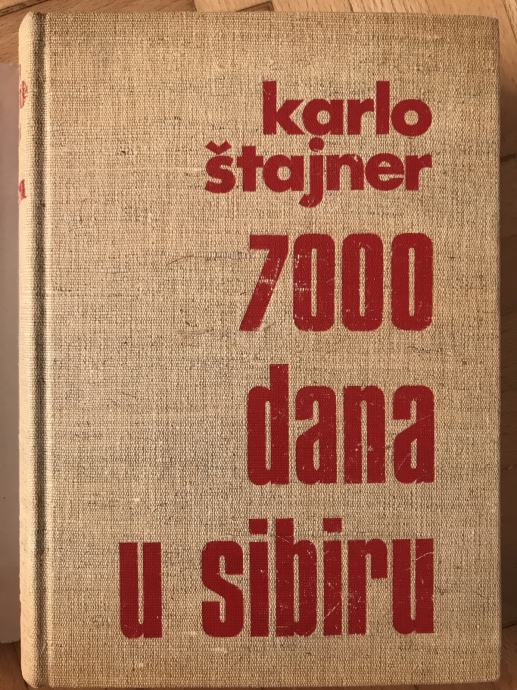 karlo
štajner
7000
dana
u sibiru